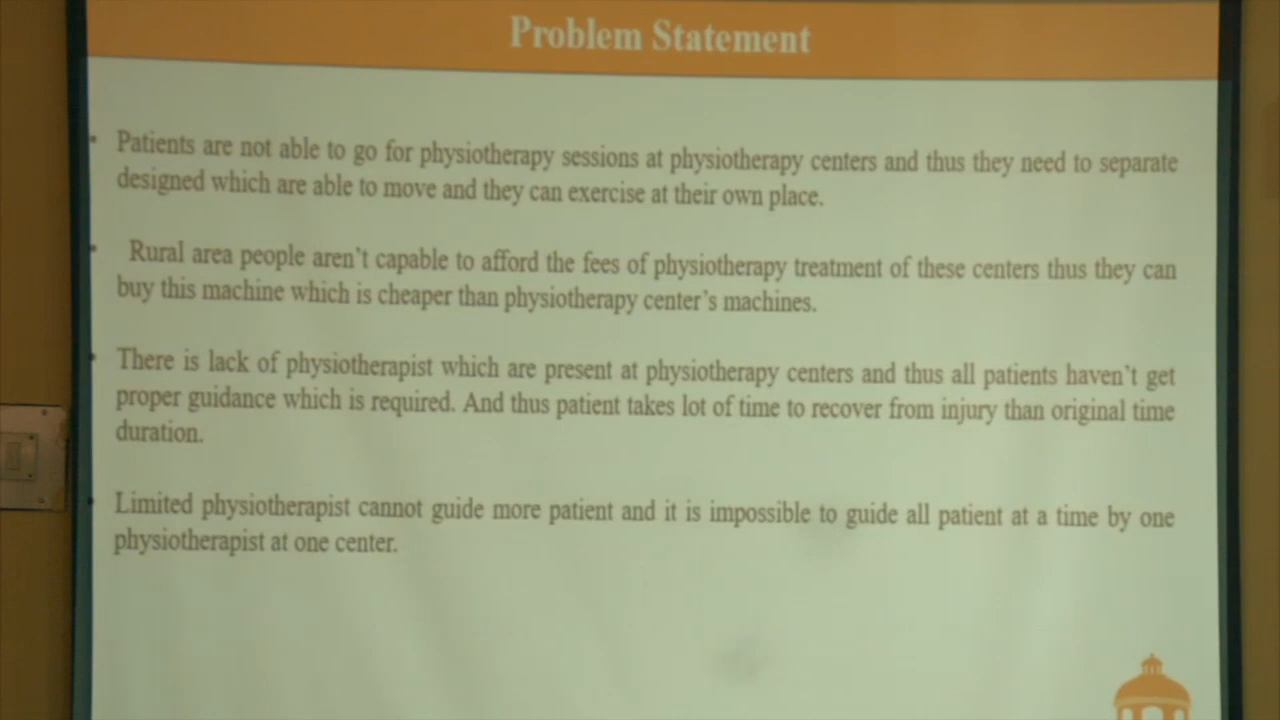 Problem Statement
• Patients are not able to go for physiotherapy sessions at physiotherapy centers and thus they need to separate
designed which are able to move and they can exercise at their own place.
• Rural area people aren't capable to afford the fees of physiotherapy treatment of these centers thus they can
buy this machine which is cheaper than physiotherapy center's machines.
• There is lack of physiotherapist which are present at physiotherapy centers and thus all patients haven't get
proper guidance which is required. And thus patient takes lot of time to recover from injury than original time
duration.
• Limited physiotherapist cannot guide more patient and it is impossible to guide all patient at a time by one
physiotherapist at one center.